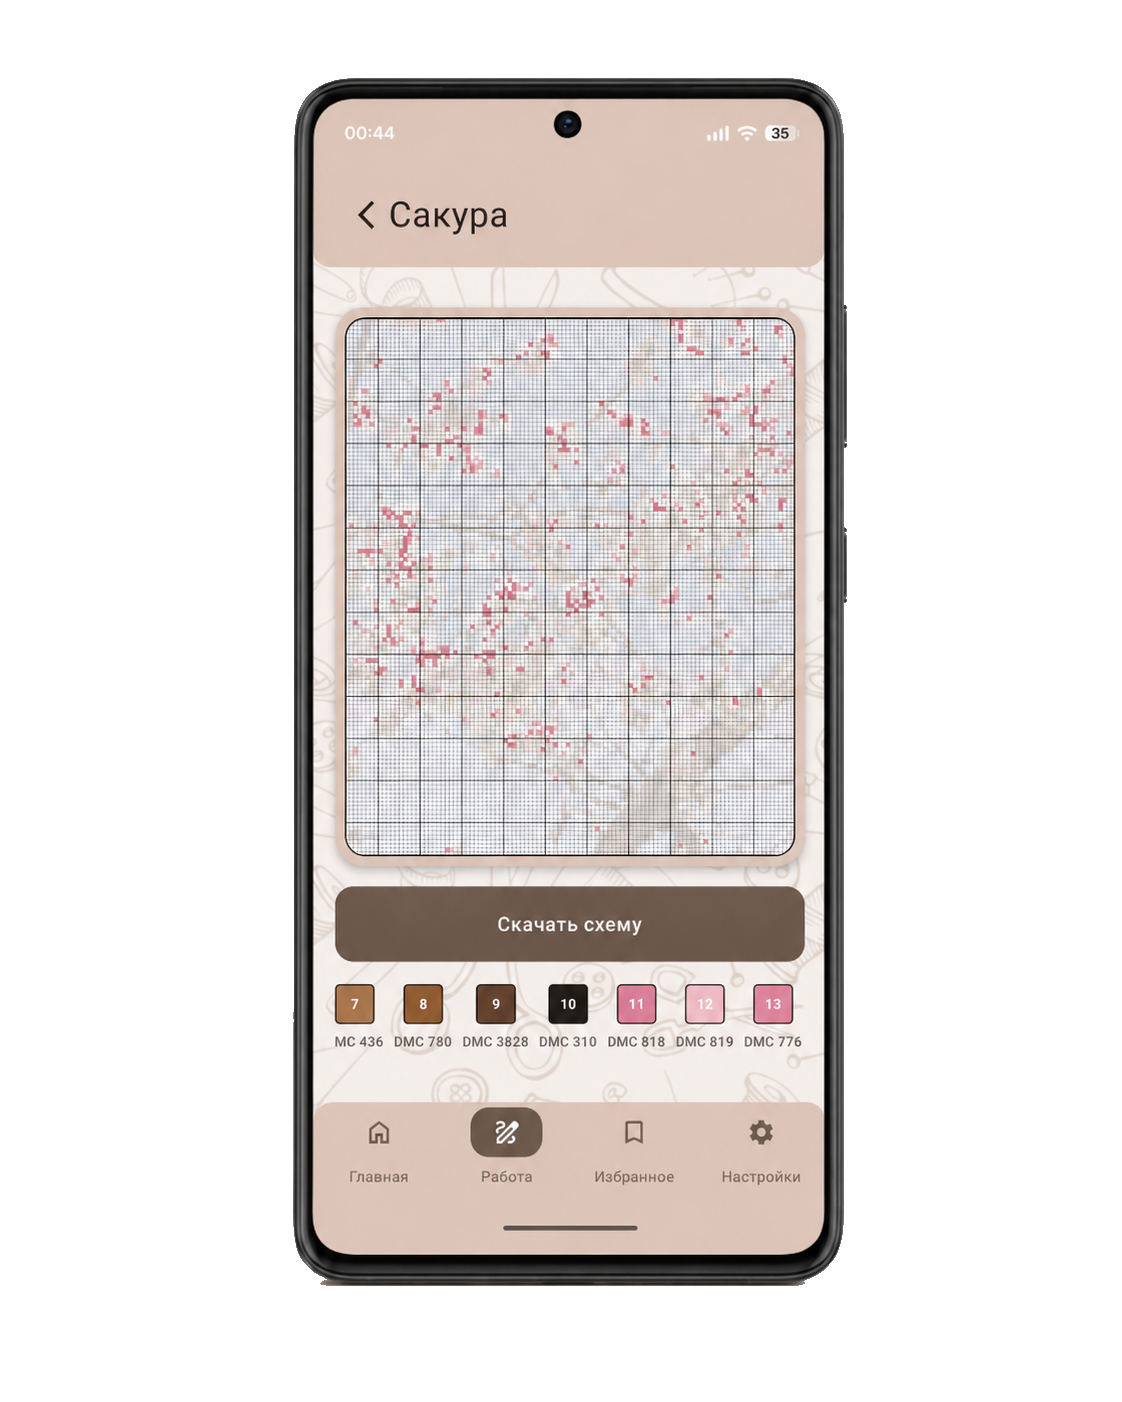 00:44
35
Сакура
Скачать схему
7 8 9 10 11 12 13
MC 436 DMC 780 DMC 3828 DMC 310 DMC 818 DMC 819 DMC 776
Главная Работа Избранное Настройки